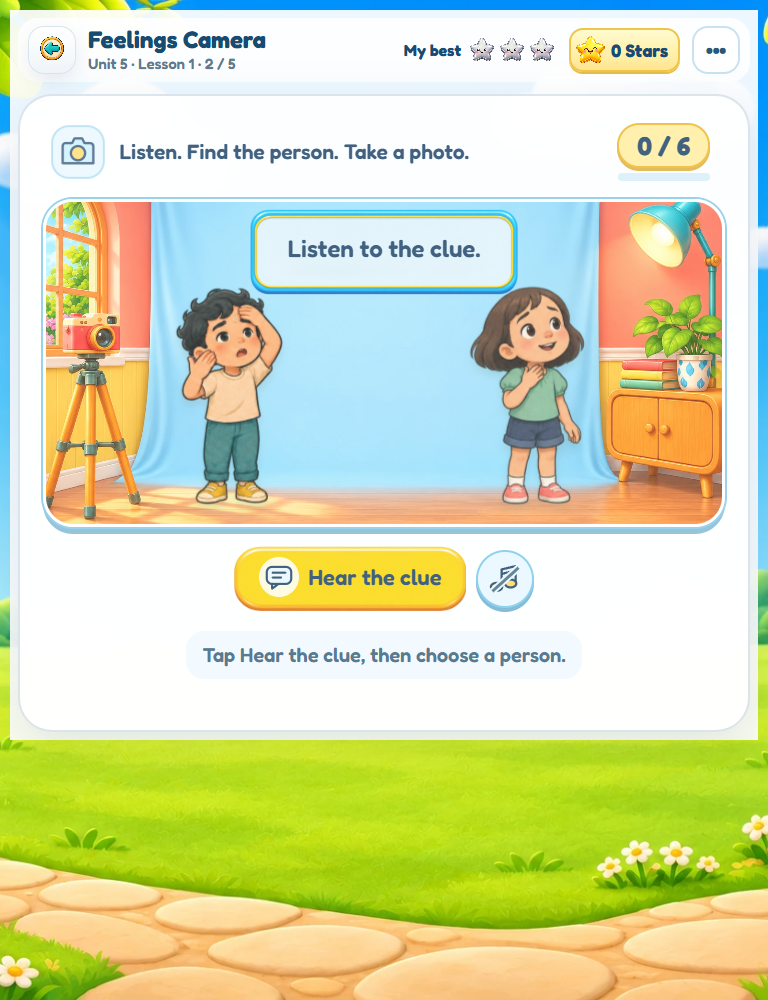 Feelings Camera
Unit 5 · Lesson 1 · 2 / 5
My best
0 Stars
Listen. Find the person. Take a photo.
0 / 6
Listen to the clue.
Hear the clue
Tap Hear the clue, then choose a person.